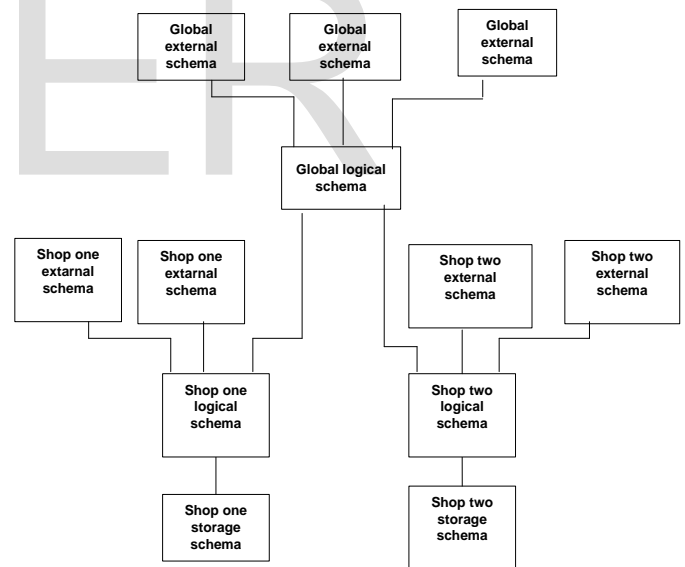 Global
external
schema
Global
external
schema
Global
external
schema
Global logical
schema
Shop one
extarnal
schema
Shop one
extarnal
schema
Shop two
external
schema
Shop two
external
schema
Shop one
logical
schema
Shop two
logical
schema
Shop one
storage
schema
Shop two
storage
schema
ER